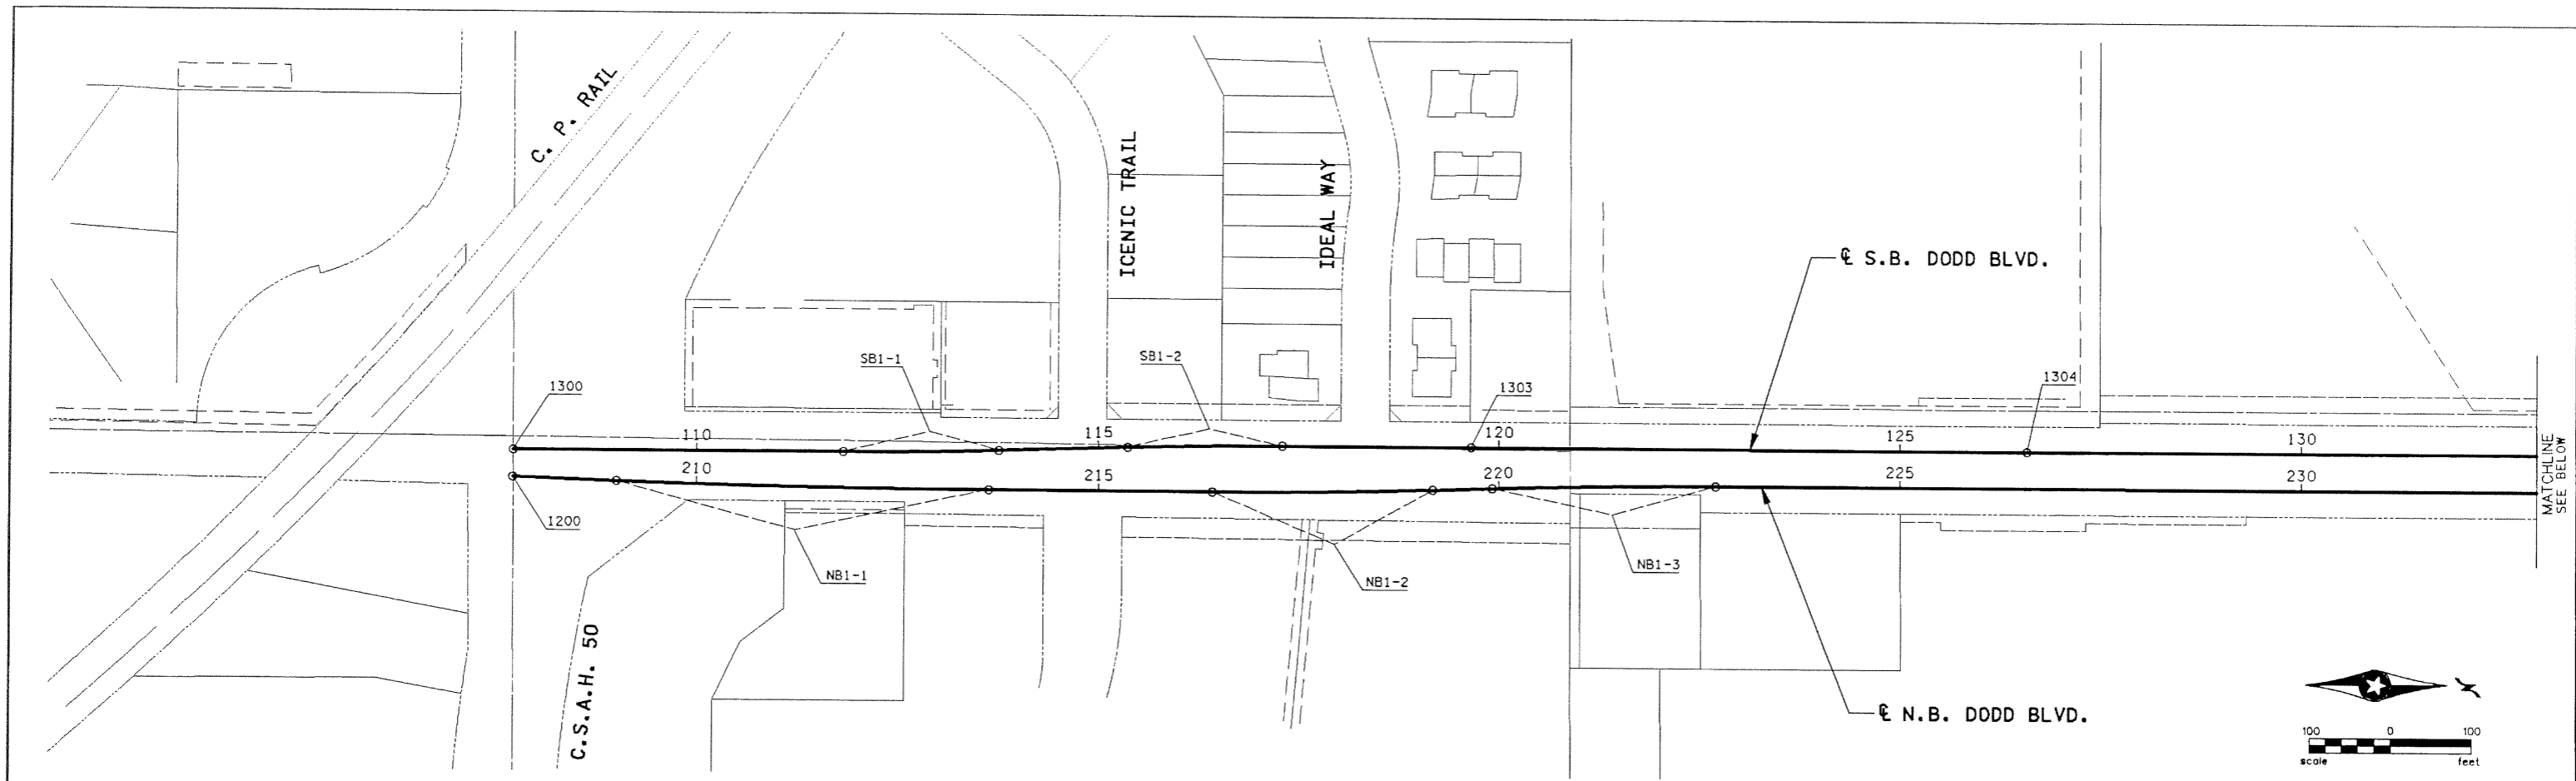 C. P. RAIL
ICENIC TRAIL
IDEAL WAY
℄ S.B. DODD BLVD.
SB1-1
SB1-2
1300
1303
1304
110
115
120
125
130
210
215
220
225
230
MATCHLINE
SEE BELOW
1200
NB1-1
NB1-2
NB1-3
C.S.A.H. 50
℄ N.B. DODD BLVD.
N
100 0 100
scale feet